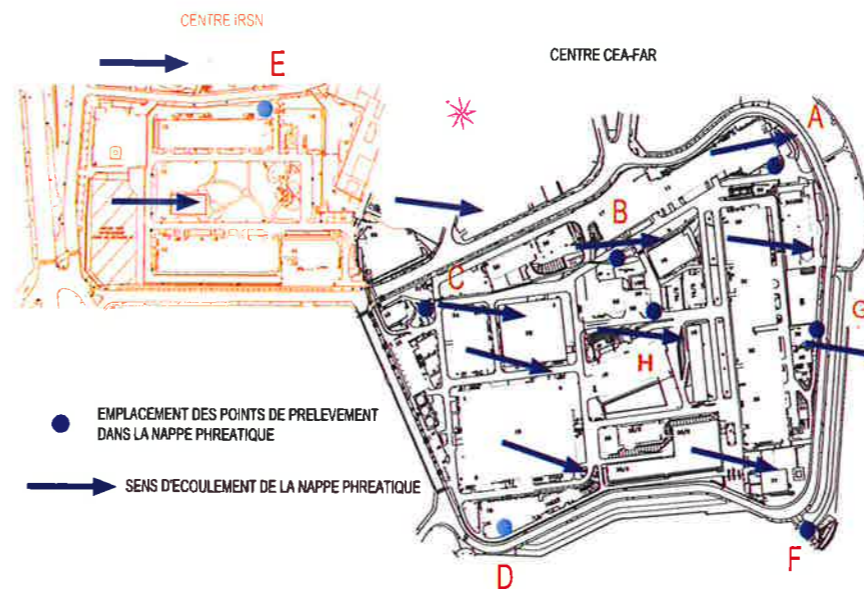 CENTRE iRSN
E
CENTRE CEA-FAR
A
B
C
G
H
EMPLACEMENT DES POINTS DE PRELEVEMENT
DANS LA NAPPE PHREATIQUE
SENS D'ECOULEMENT DE LA NAPPE PHREATIQUE
D
F